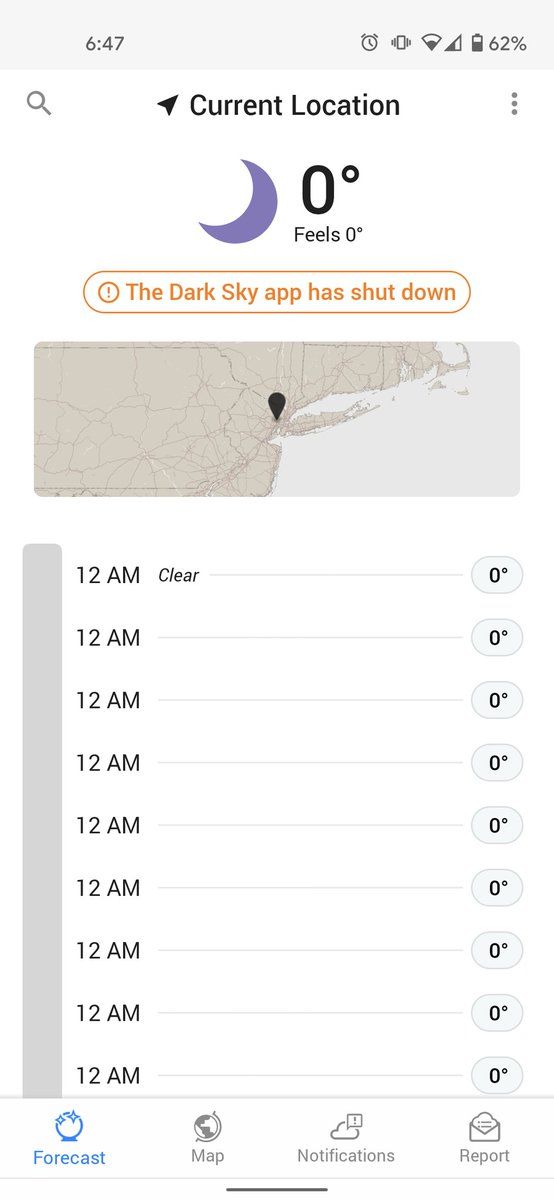 6:47 62%
Current Location
0°
Feels 0°
The Dark Sky app has shut down
12 AM Clear 0°
12 AM 0°
12 AM 0°
12 AM 0°
12 AM 0°
12 AM 0°
12 AM 0°
12 AM 0°
12 AM 0°
Forecast Map Notifications Report